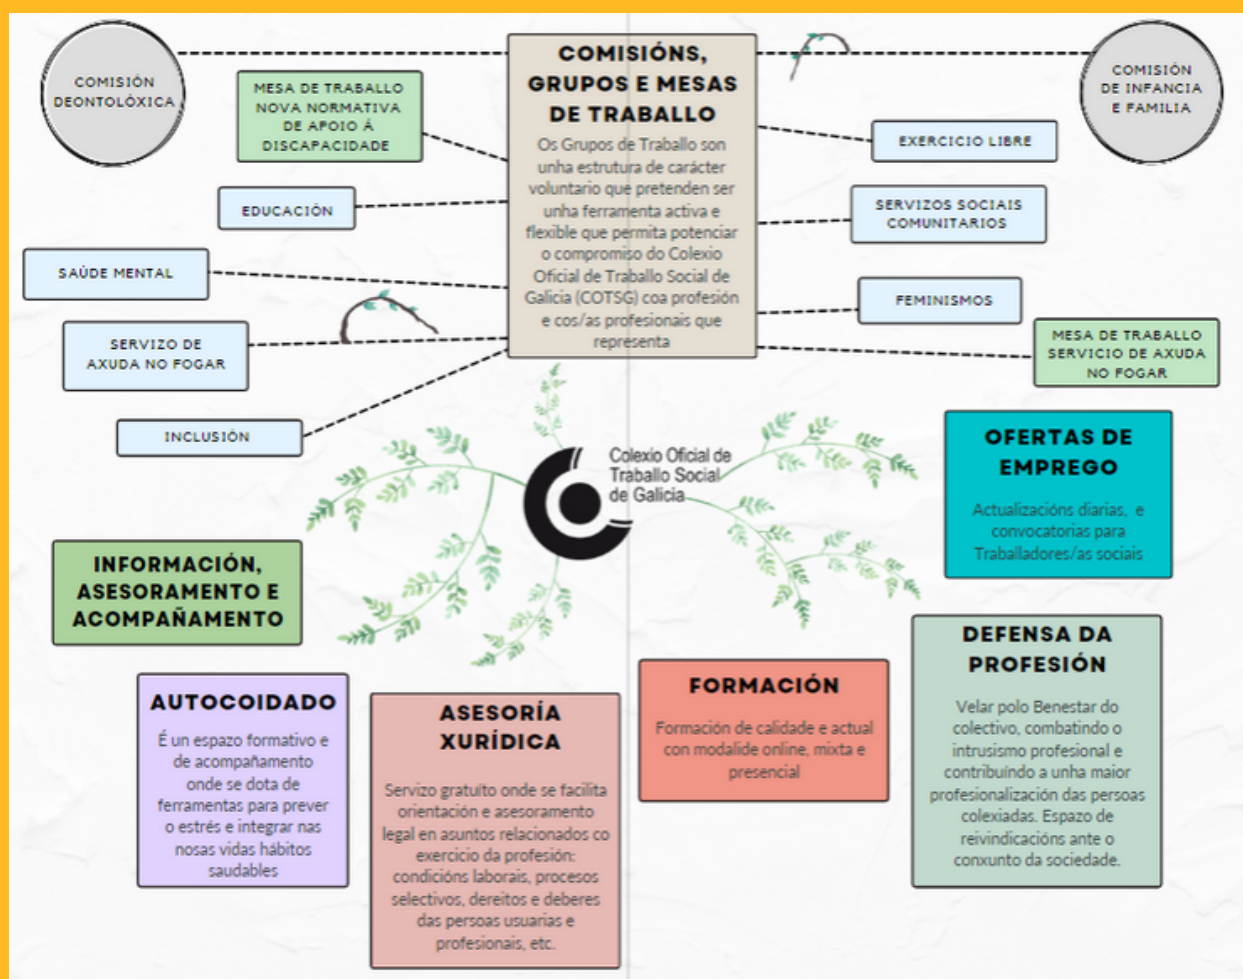 COMISIÓN
DEONTOLÓXICA
MESA DE TRABALLO
NOVA NORMATIVA
DE APOIO Á
DISCAPACIDADE
EDUCACIÓN
SAÚDE MENTAL
SERVIZO DE
AXUDA NO FOGAR
INCLUSIÓN
COMISIÓNS,
GRUPOS E MESAS
DE TRABALLO
Os Grupos de Traballo son
unha estrutura de carácter
voluntario que pretenden ser
unha ferramenta activa e
flexible que permita potenciar
o compromiso do Colexio
Oficial de Traballo Social de
Galicia (COTSG) coa profesión
e cos/as profesionais que
representa
COMISIÓN
DE INFANCIA
E FAMILIA
EXERCICIO LIBRE
SERVIZOS SOCIAIS
COMUNITARIOS
FEMINISMOS
MESA DE TRABALLO
SERVICIO DE AXUDA
NO FOGAR
Colexio Oficial de
Traballo Social
de Galicia
OFERTAS DE
EMPREGO
Actualizacións diarias, e
convocatorias para
Traballadores/as sociais
INFORMACIÓN,
ASESORAMENTO E
ACOMPAÑAMENTO
AUTOCOIDADO
É un espazo formativo e
de acompañamento
onde se dota de
ferramentas para prever
o estrés e integrar nas
nosas vidas hábitos
saudables
ASESORÍA
XURÍDICA
Servizo gratuíto onde se facilita
orientación e asesoramento
legal en asuntos relacionados co
exercicio da profesión:
condicións laborais, procesos
selectivos, dereitos e deberes
das persoas usuarias e
profesionais, etc.
FORMACIÓN
Formación de calidade e actual
con modalide online, mixta e
presencial
DEFENSA DA
PROFESIÓN
Velar polo Benestar do
colectivo, combatindo o
intrusismo profesional e
contribuíndo a unha maior
profesionalización das persoas
colexiadas. Espazo de
reivindicacións ante o
conxunto da sociedade.